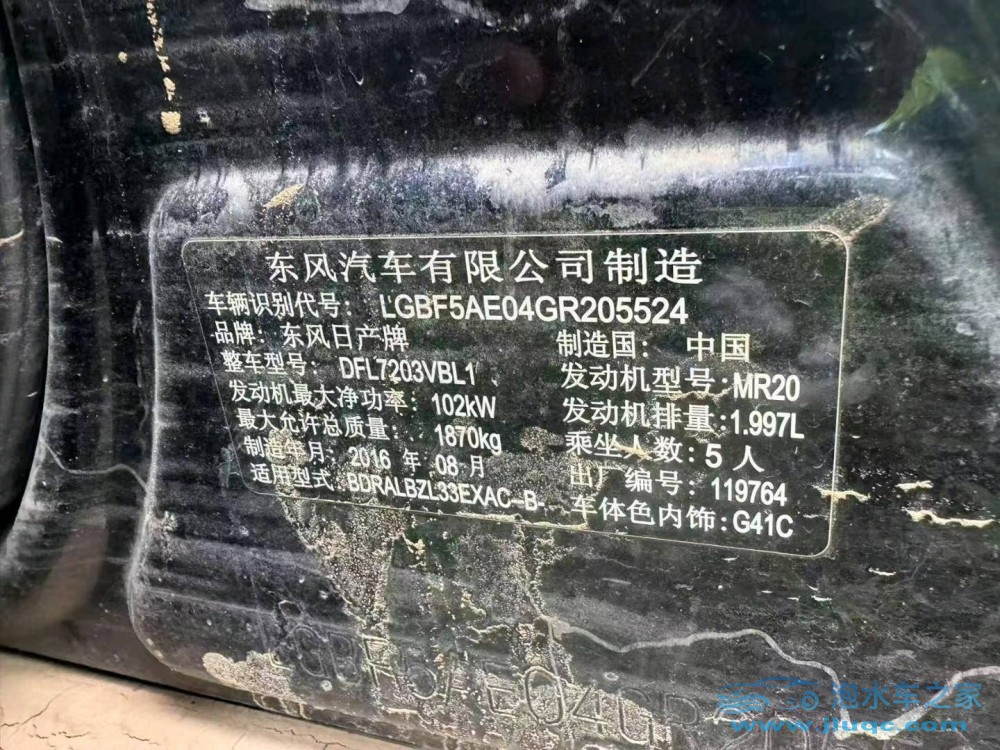 东风汽车有限公司制造
车辆识别代号: LGBF5AE04GR205524
品牌: 东风日产牌 制造国: 中国
整车型号: DFL7203VBL1 发动机型号:MR20
发动机最大净功率: 102kW 发动机排量:1.997L
最大允许总质量: 1870kg 乘坐人数:5人
制造年月: 2016 年 08 月 出厂编号: 119764
适用型式: BDRALBZL33EXAC-B 车体色内饰:G41C
LGBF5AE04GR
泡水车之家